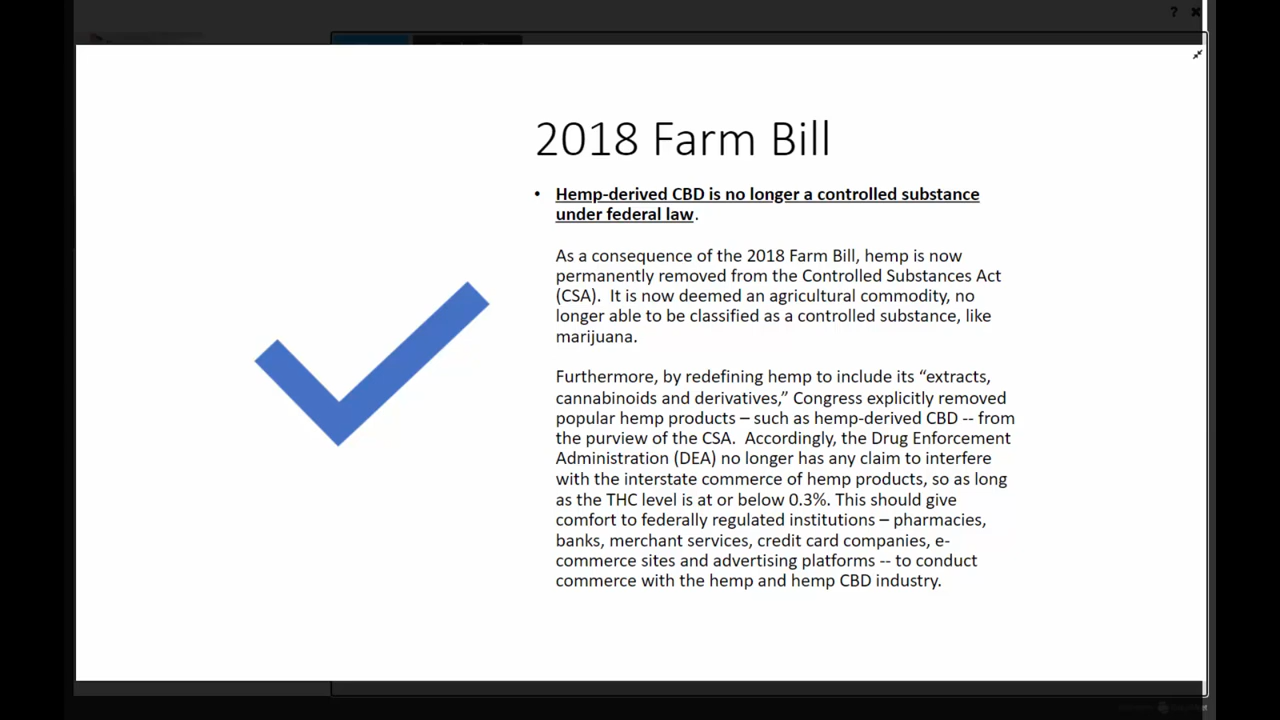 2018 Farm Bill
• Hemp-derived CBD is no longer a controlled substance
under federal law.
As a consequence of the 2018 Farm Bill, hemp is now
permanently removed from the Controlled Substances Act
(CSA).  It is now deemed an agricultural commodity, no
longer able to be classified as a controlled substance, like
marijuana.
Furthermore, by redefining hemp to include its “extracts,
cannabinoids and derivatives,” Congress explicitly removed
popular hemp products – such as hemp-derived CBD -- from
the purview of the CSA.  Accordingly, the Drug Enforcement
Administration (DEA) no longer has any claim to interfere
with the interstate commerce of hemp products, so as long
as the THC level is at or below 0.3%. This should give
comfort to federally regulated institutions – pharmacies,
banks, merchant services, credit card companies, e-
commerce sites and advertising platforms -- to conduct
commerce with the hemp and hemp CBD industry.